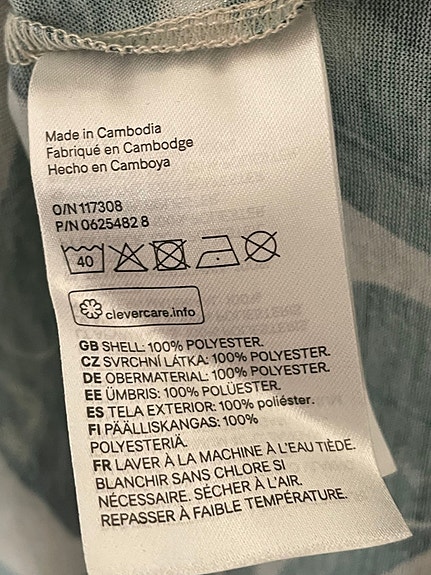 Made in Cambodia
Fabriqué en Cambodge
Hecho en Camboya
O/N 117308
P/N 0625482 8
40
clevercare.info
GB SHELL: 100% POLYESTER.
CZ SVRCHNÍ LÁTKA: 100% POLYESTER.
DE OBERMATERIAL: 100% POLYESTER.
EE ÜMBRIS: 100% POLÜESTER.
ES TELA EXTERIOR: 100% poliéster.
FI PÄÄLLISKANGAS: 100%
POLYESTERIÄ.
FR LAVER À LA MACHINE À L'EAU TIÈDE.
BLANCHIR SANS CHLORE SI
NÉCESSAIRE. SÉCHER À L'AIR.
REPASSER À FAIBLE TEMPÉRATURE.